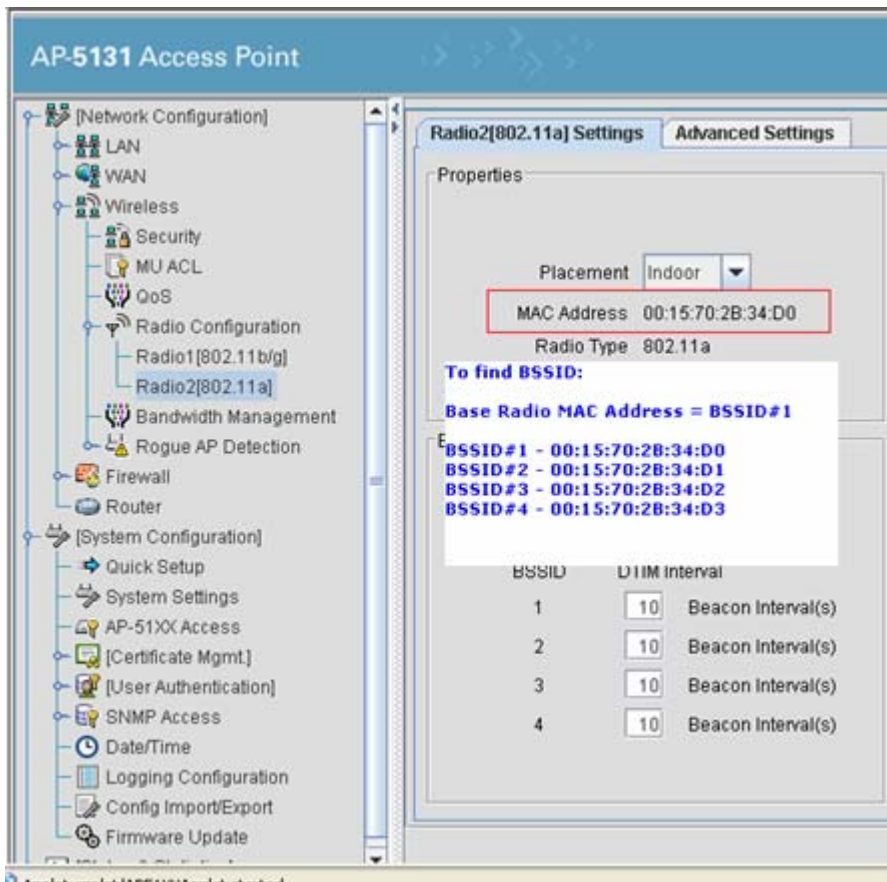 AP-5131 Access Point
[Network Configuration]
LAN
WAN
Wireless
Security
MU ACL
QoS
Radio Configuration
Radio1[802.11b/g]
Radio2[802.11a]
Bandwidth Management
Rogue AP Detection
Firewall
Router
[System Configuration]
Quick Setup
System Settings
AP-51XX Access
[Certificate Mgmt.]
[User Authentication]
SNMP Access
Date/Time
Logging Configuration
Config Import/Export
Firmware Update
Radio2[802.11a] Settings
Advanced Settings
Properties
Placement Indoor
MAC Address 00:15:70:2B:34:D0
Radio Type 802.11a
To find BSSID:
Base Radio MAC Address = BSSID#1
BSSID#1 - 00:15:70:2B:34:D0
BSSID#2 - 00:15:70:2B:34:D1
BSSID#3 - 00:15:70:2B:34:D2
BSSID#4 - 00:15:70:2B:34:D3
BSSID DTIM Interval
1 10 Beacon Interval(s)
2 10 Beacon Interval(s)
3 10 Beacon Interval(s)
4 10 Beacon Interval(s)